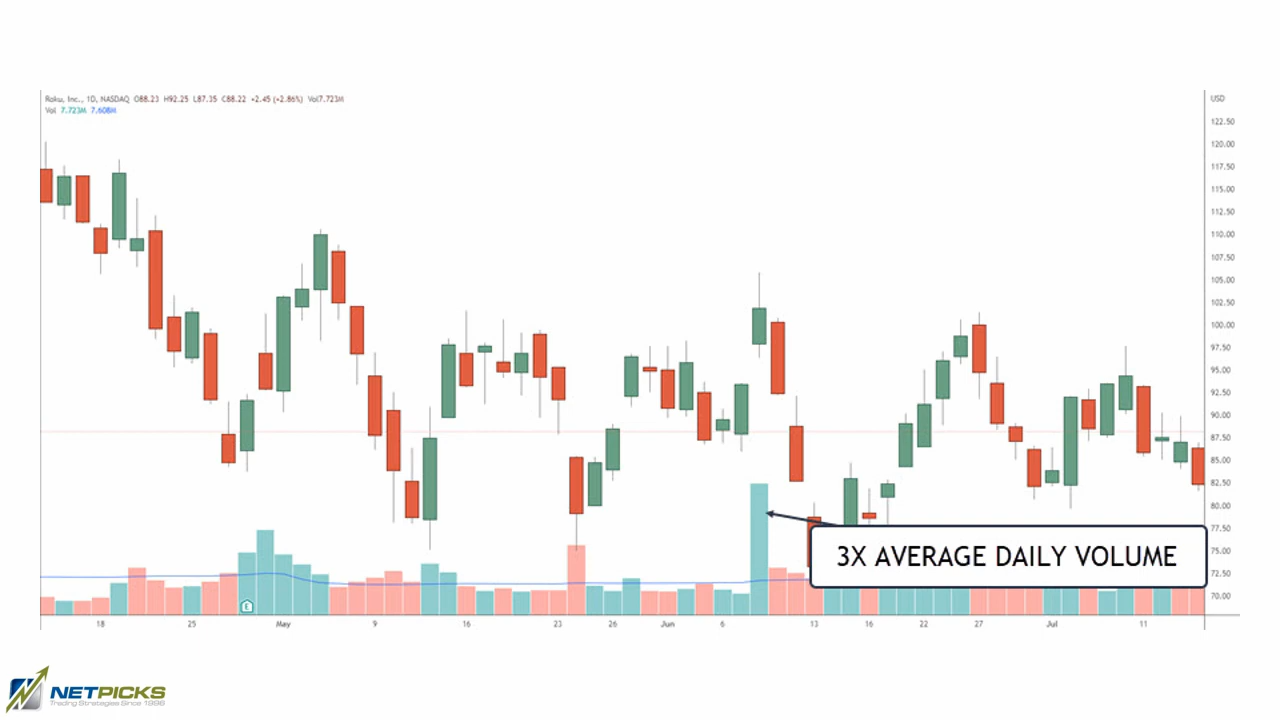 Roku, Inc., 1D, NASDAQ O88.23 H92.25 L87.35 C88.22 +2.45 (+2.86%) Vol7.723M
Vol 7.723M 7.608M
USD
122.50
120.00
117.50
115.00
112.50
110.00
107.50
105.00
102.50
100.00
97.50
95.00
92.50
90.00
87.50
85.00
82.50
80.00
77.50
75.00
72.50
70.00
3X AVERAGE DAILY VOLUME
E
18 25 May 9 16 23 26 Jun 6 13 16 22 27 Jul 11
NETPICKS
Trading Strategies Since 1996